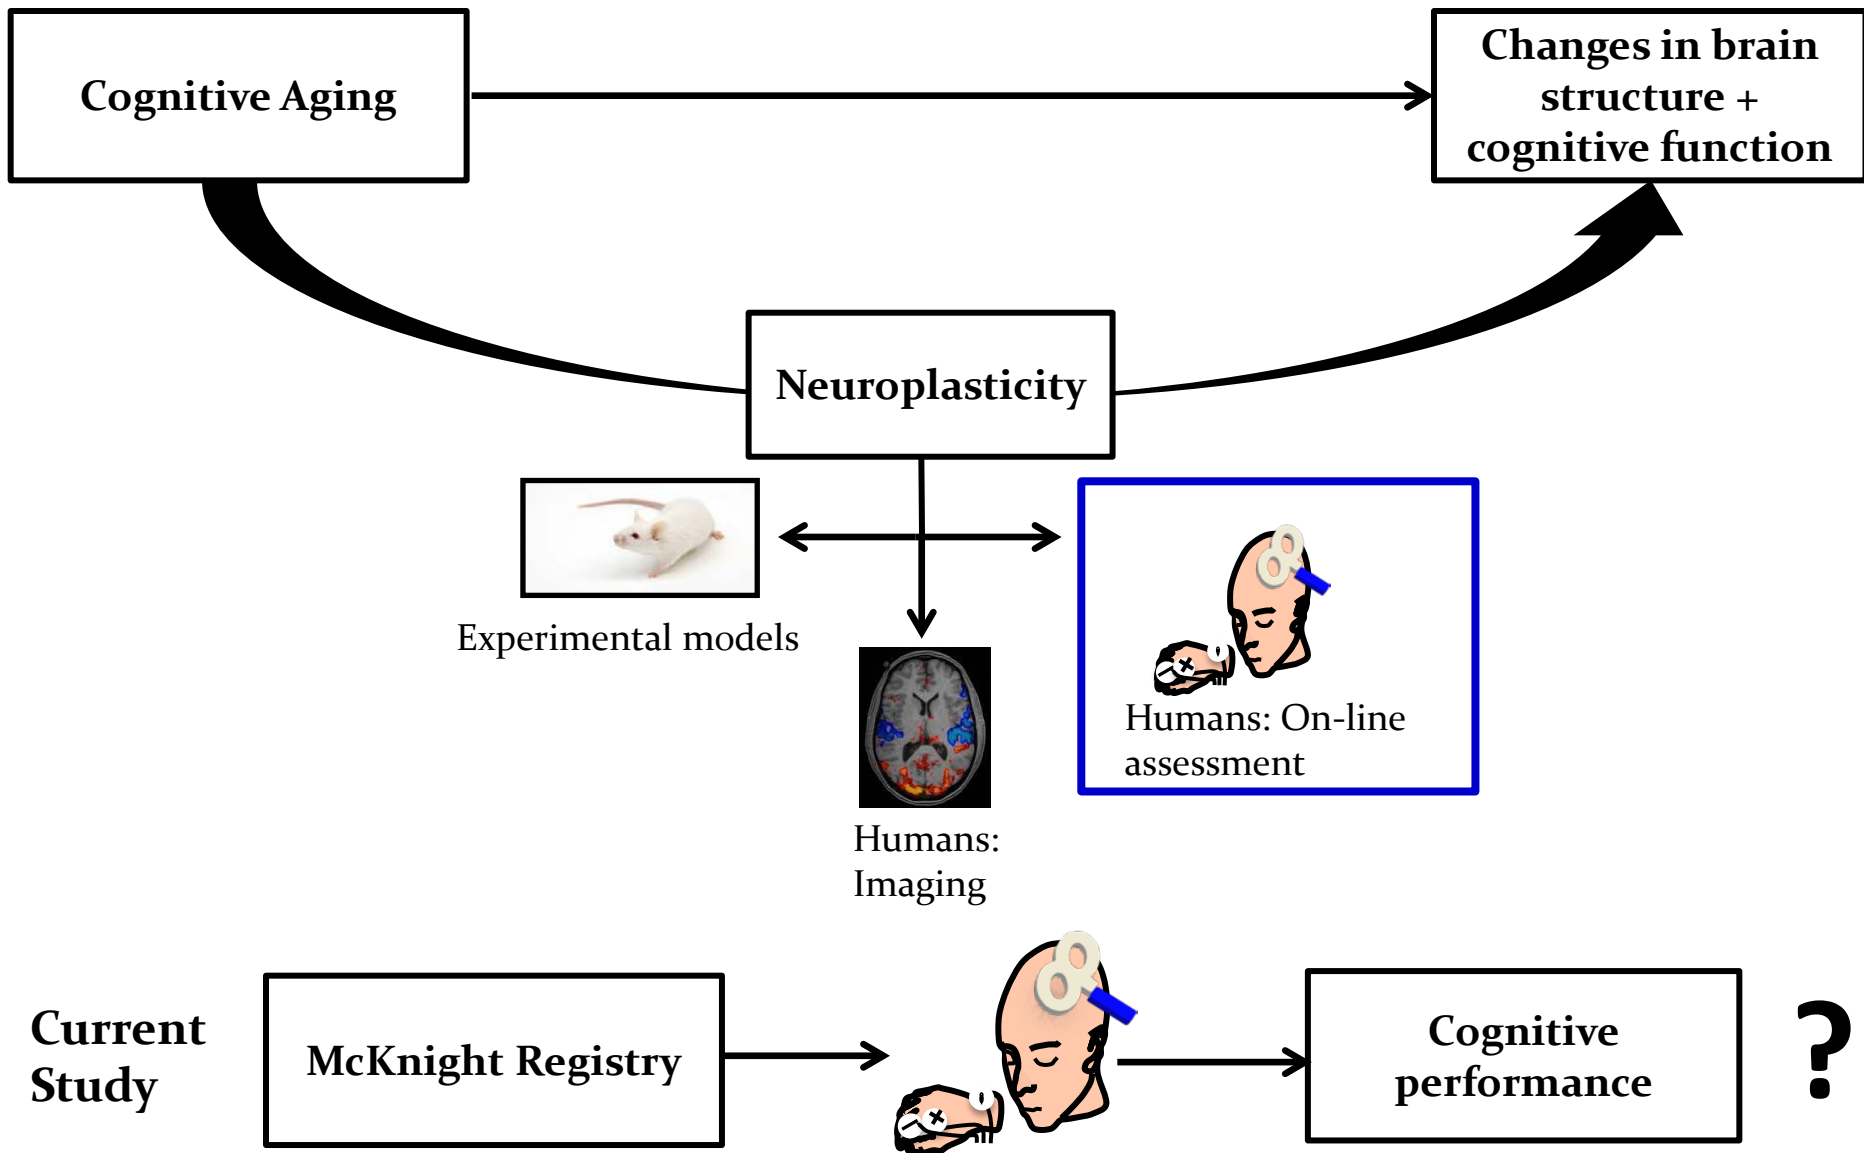 Cognitive Aging
Changes in brain
structure +
cognitive function
Neuroplasticity
Experimental models
Humans: On-line
assessment
Humans:
Imaging
Current
Study
McKnight Registry
Cognitive
performance
?